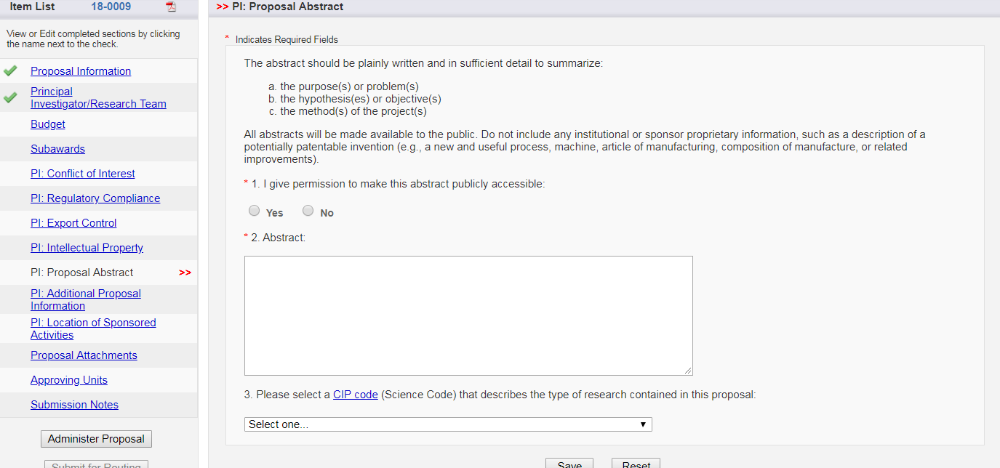 Item List 18-0009
View or Edit completed sections by clicking
the name next to the check.
Proposal Information
Principal
Investigator/Research Team
Budget
Subawards
PI: Conflict of Interest
PI: Regulatory Compliance
PI: Export Control
PI: Intellectual Property
PI: Proposal Abstract >>
PI: Additional Proposal
Information
PI: Location of Sponsored
Activities
Proposal Attachments
Approving Units
Submission Notes
Administer Proposal
Submit for Routing
>> PI: Proposal Abstract
* Indicates Required Fields
The abstract should be plainly written and in sufficient detail to summarize:
a. the purpose(s) or problem(s)
b. the hypothesis(es) or objective(s)
c. the method(s) of the project(s)
All abstracts will be made available to the public. Do not include any institutional or sponsor proprietary information, such as a description of a
potentially patentable invention (e.g., a new and useful process, machine, article of manufacturing, composition of manufacture, or related
improvements).
* 1. I give permission to make this abstract publicly accessible:
Yes No
* 2. Abstract:
3. Please select a CIP code (Science Code) that describes the type of research contained in this proposal:
Select one...
Save Reset